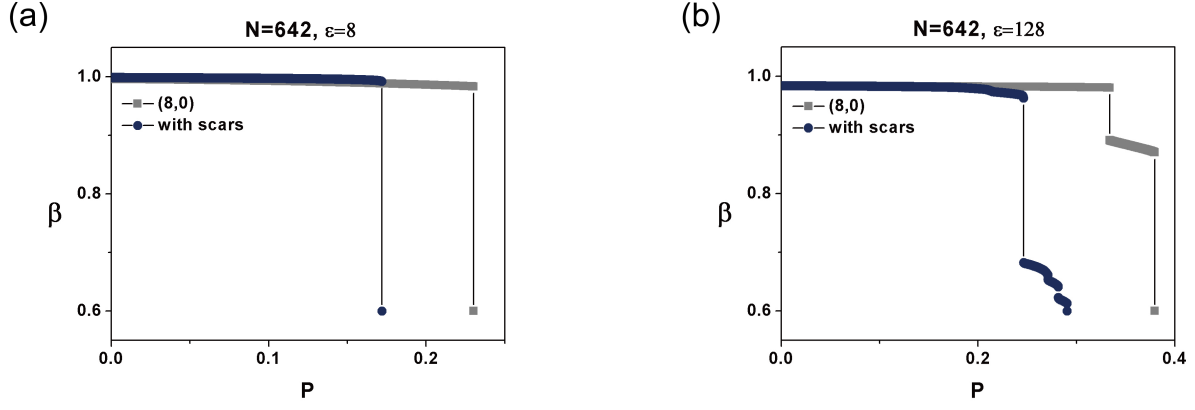 (a)
N=642, ε=8
1.0
0.8
0.6
β
(8,0)
with scars
0.0
0.1
0.2
P
(b)
N=642, ε=128
1.0
0.8
0.6
β
(8,0)
with scars
0.0
0.2
0.4
P